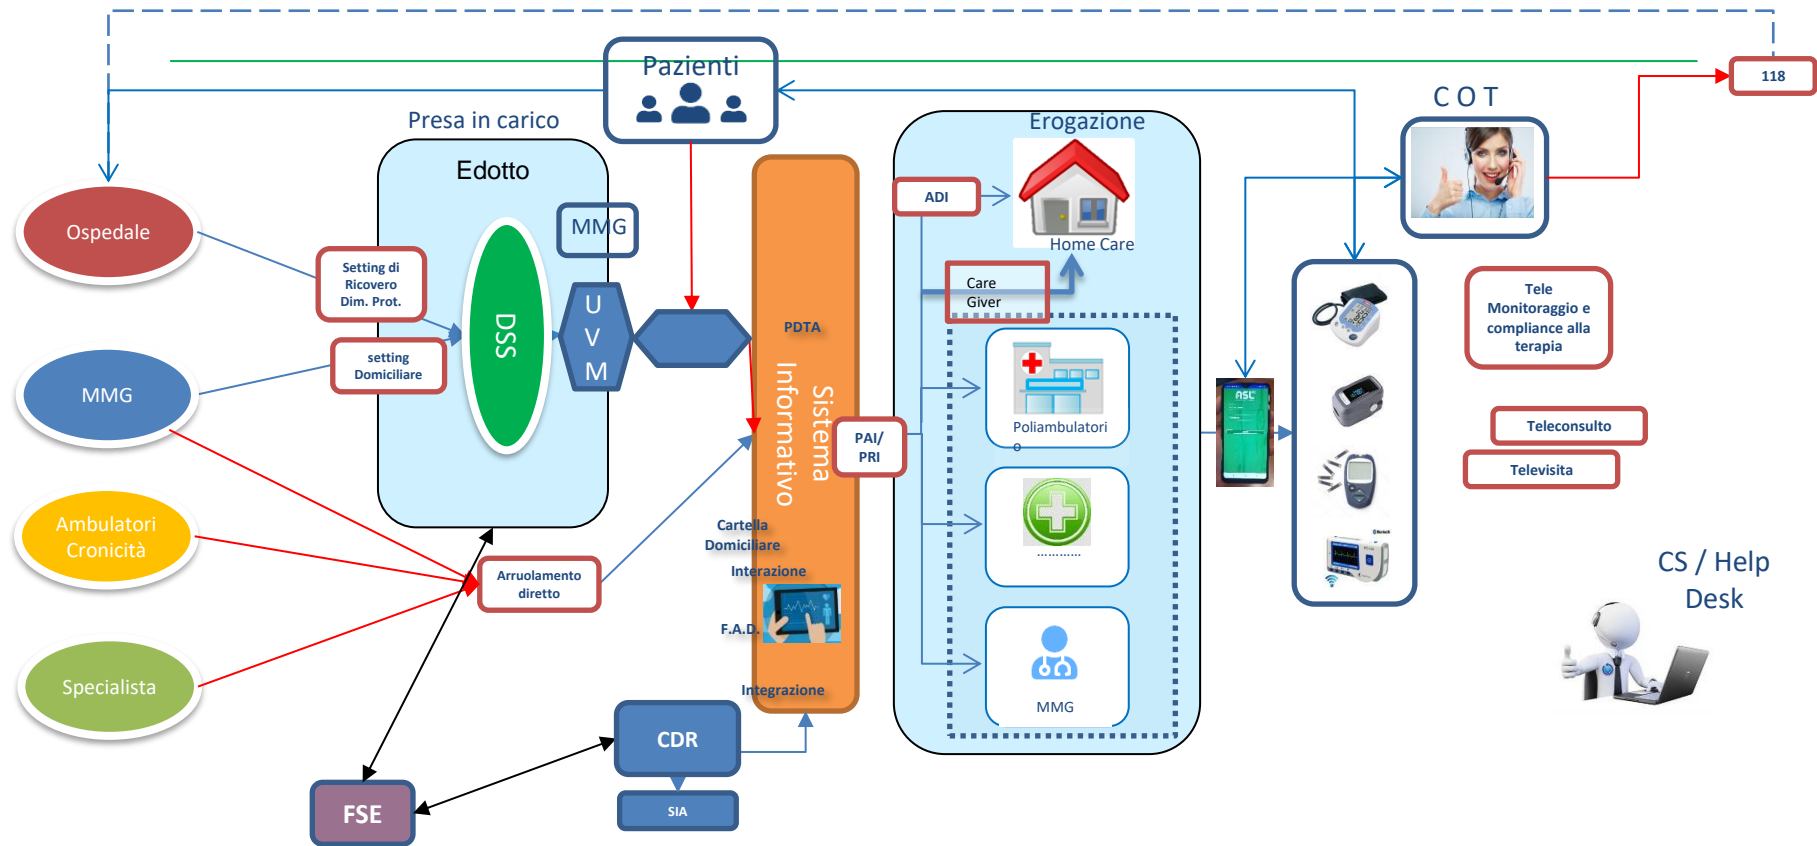 Pazienti
118
C O T
Presa in carico
Erogazione
Edotto
ADI
MMG
Ospedale
Home Care
Setting di
Ricovero
Dim. Prot.
Care
Giver
Tele
Monitoraggio e
compliance alla
terapia
U
V
M
DSS
PDTA
setting
Domiciliare
MMG
Sistema
Informativo
ASL
PAI/
PRI
Poliambulatori
o
Teleconsulto
Televisita
Ambulatori
Cronicità
Cartella
Domiciliare
............
Interazione
Arruolamento
diretto
CS / Help
Desk
F.A.D.
Specialista
Integrazione
MMG
CDR
FSE
SIA